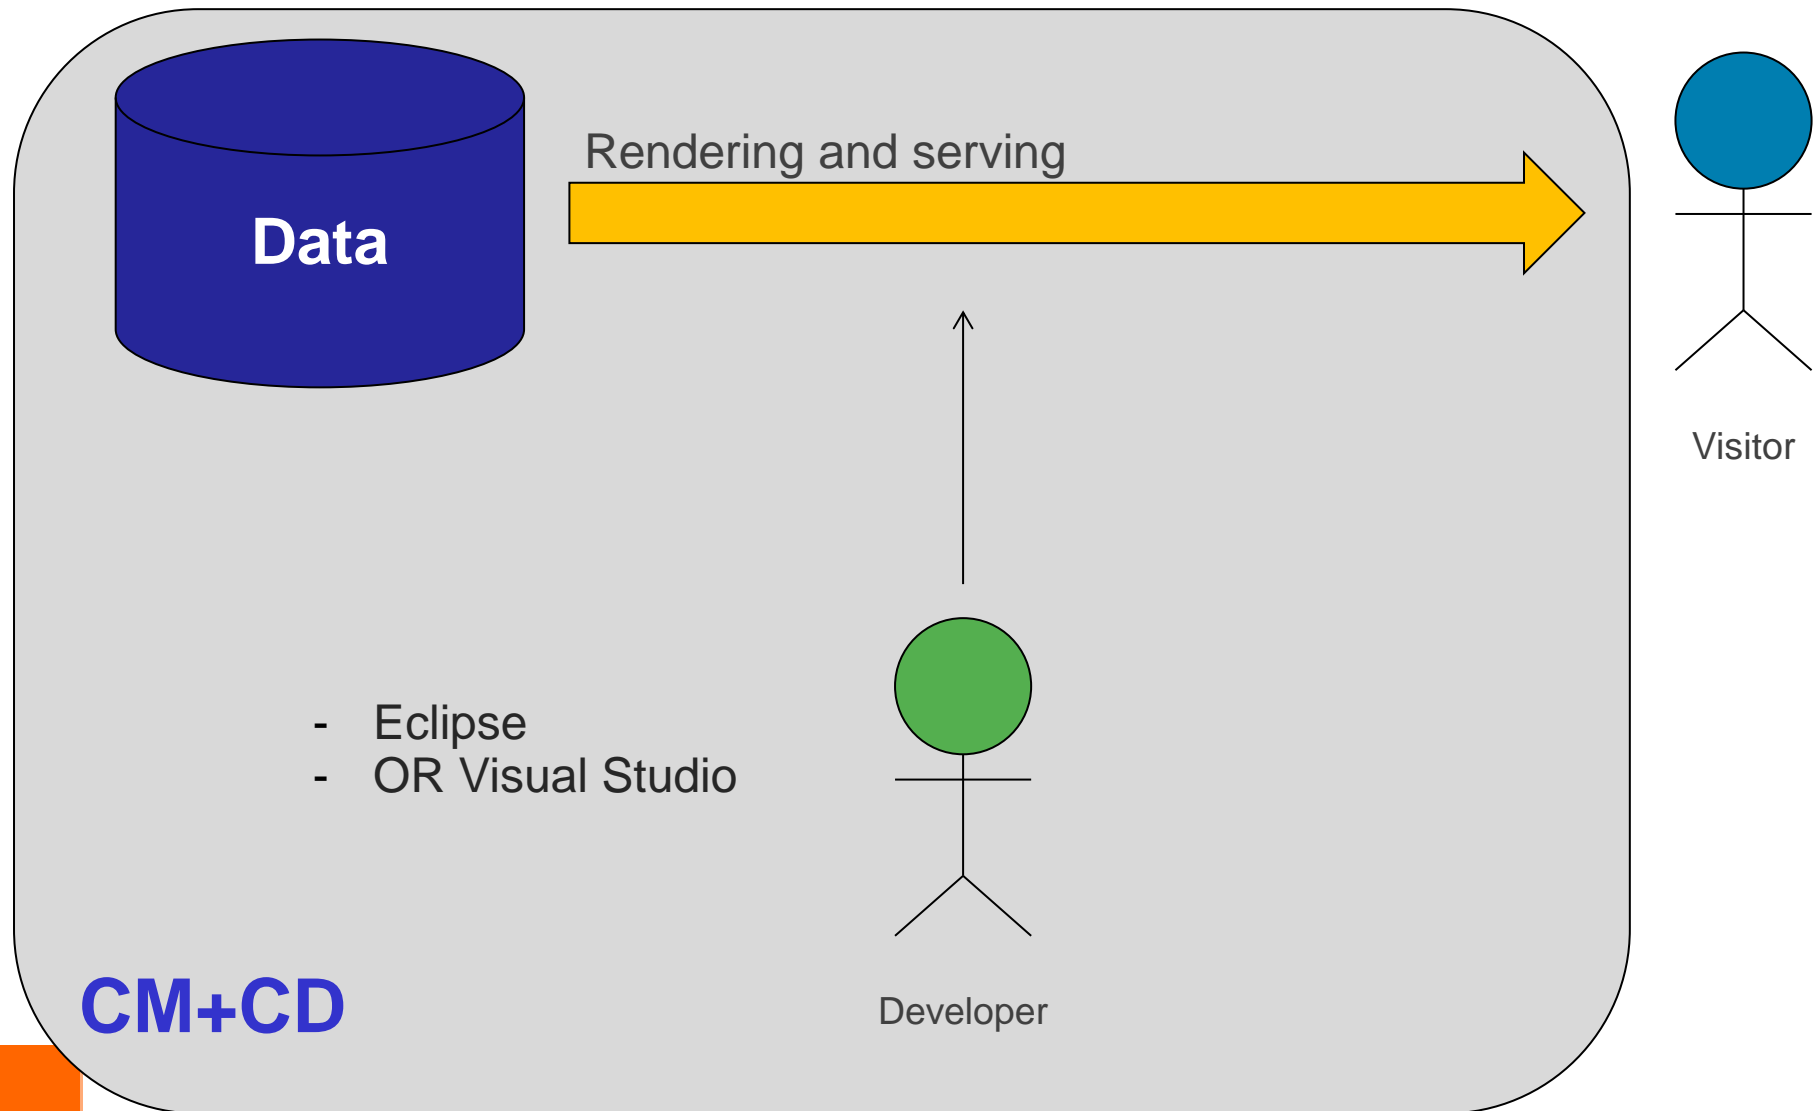 Rendering and serving
Data
Visitor
- Eclipse
- OR Visual Studio
CM+CD
Developer